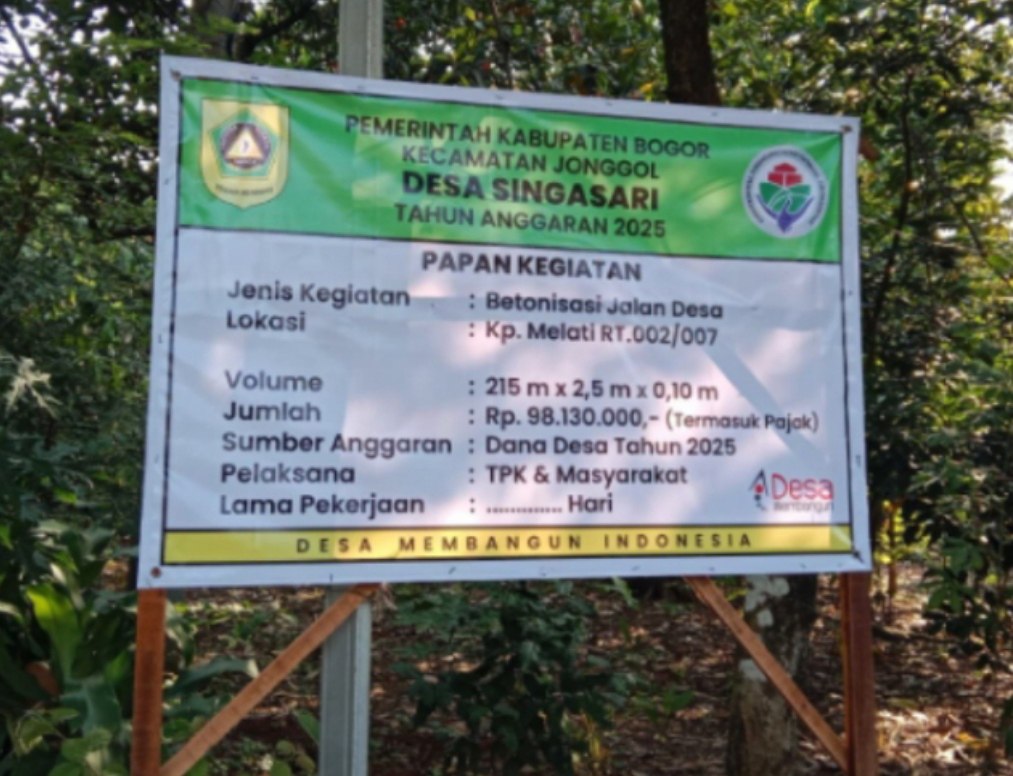 PEMERINTAH KABUPATEN BOGOR
KECAMATAN JONGGOL
DESA SINGASARI
TAHUN ANGGARAN 2025
PAPAN KEGIATAN
Jenis Kegiatan : Betonisasi Jalan Desa
Lokasi : Kp. Melati RT.002/007
Volume : 215 m x 2,5 m x 0,10 m
Jumlah : Rp. 98.130.000,- (Termasuk Pajak)
Sumber Anggaran : Dana Desa Tahun 2025
Pelaksana : TPK & Masyarakat
Lama Pekerjaan : ............. Hari
Desa
Membangun
DESA MEMBANGUN INDONESIA